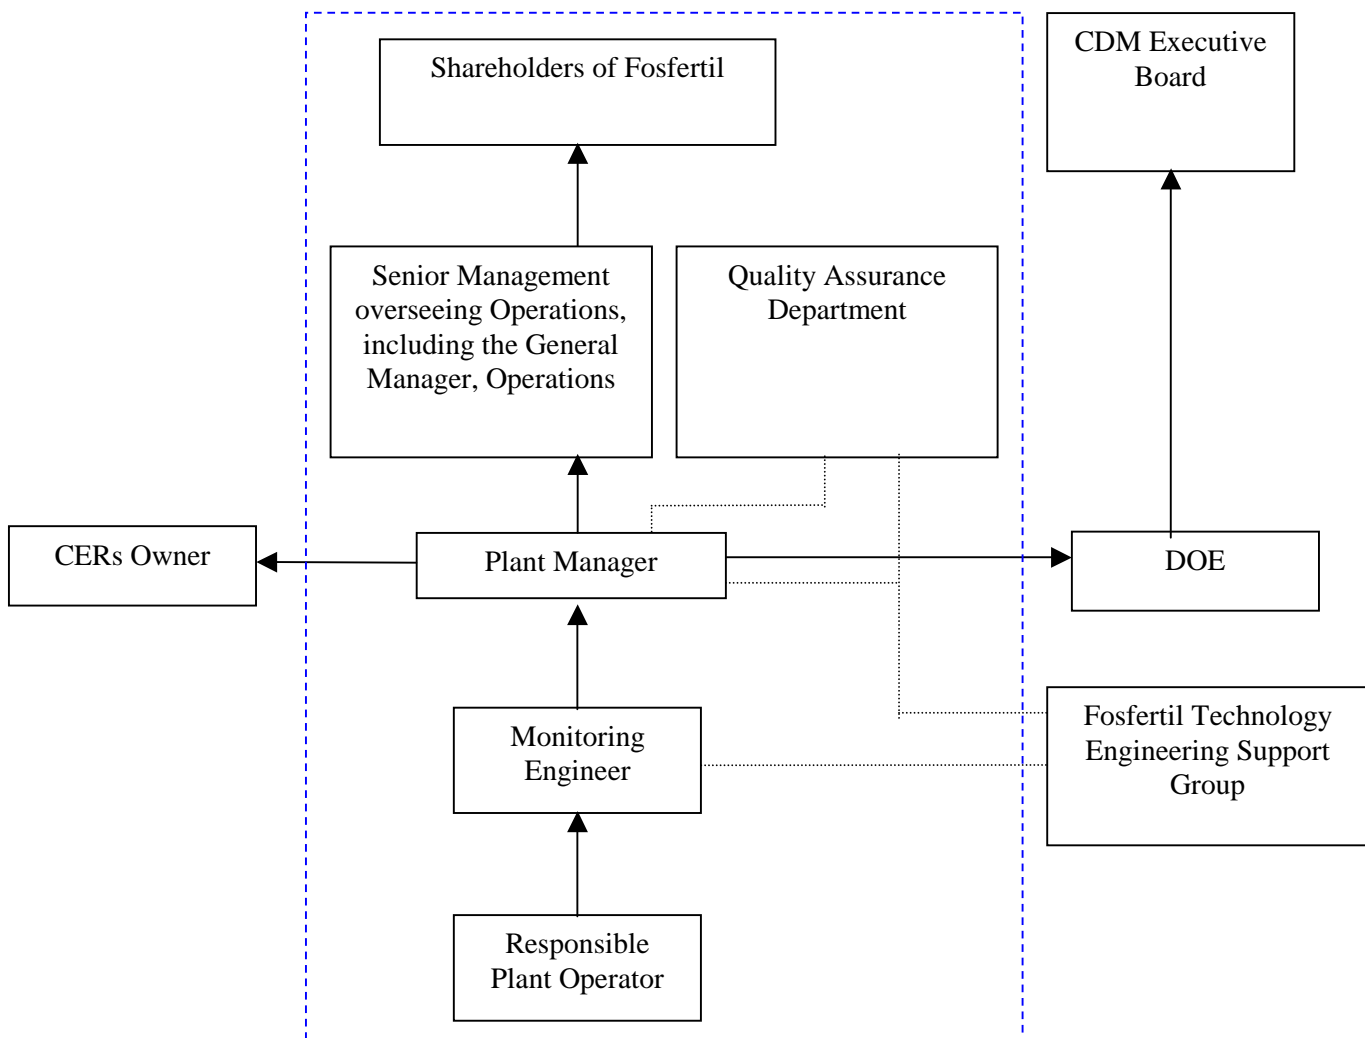 Shareholders of Fosfertil
CDM Executive
Board
Senior Management
overseeing Operations,
including the General
Manager, Operations
Quality Assurance
Department
CERs Owner
Plant Manager
DOE
Monitoring
Engineer
Fosfertil Technology
Engineering Support
Group
Responsible
Plant Operator